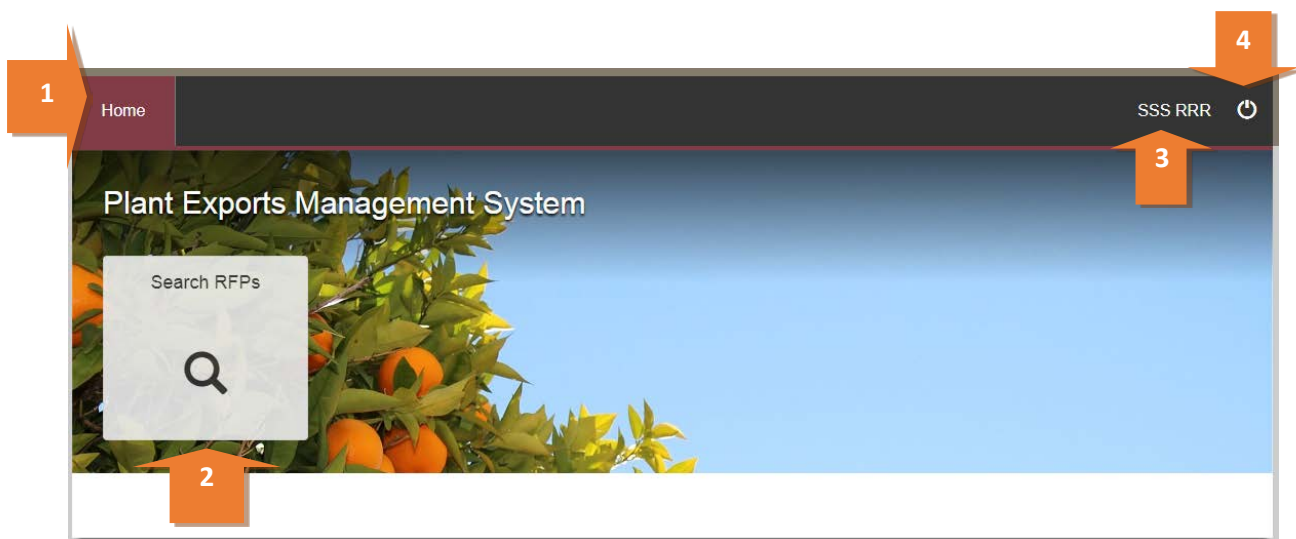 4
1
Home
SSS RRR
3
Plant Exports Management System
Search RFPs
2